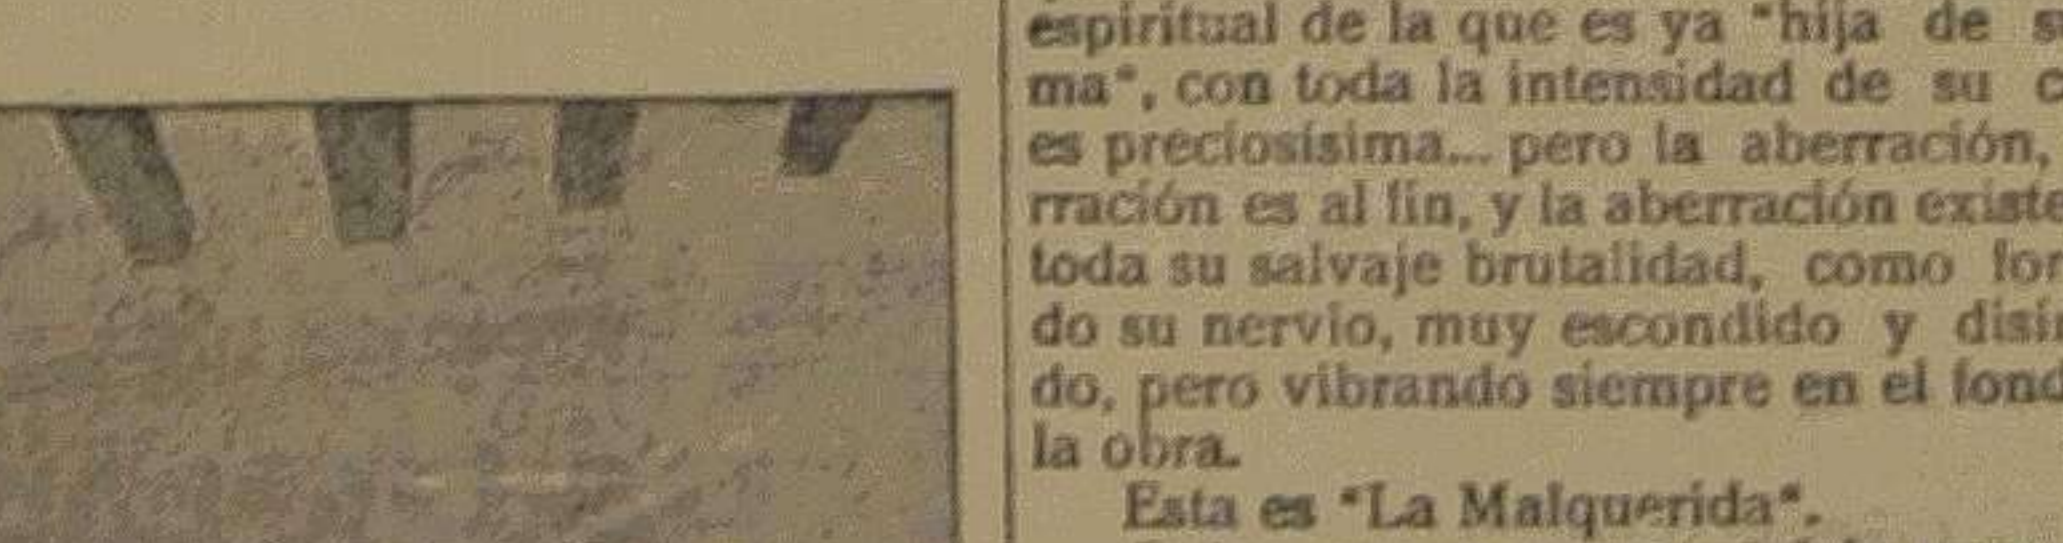 espiritual de la que es ya "hija de
ma", con toda la intensidad de su
es preciosísima... pero la aberración,
rración es al fin, y la aberración existe
toda su salvaje brutalidad, como
do su nervio, muy escondido y
do, pero vibrando siempre en el
la obra.
Esta es "La Malquerida".